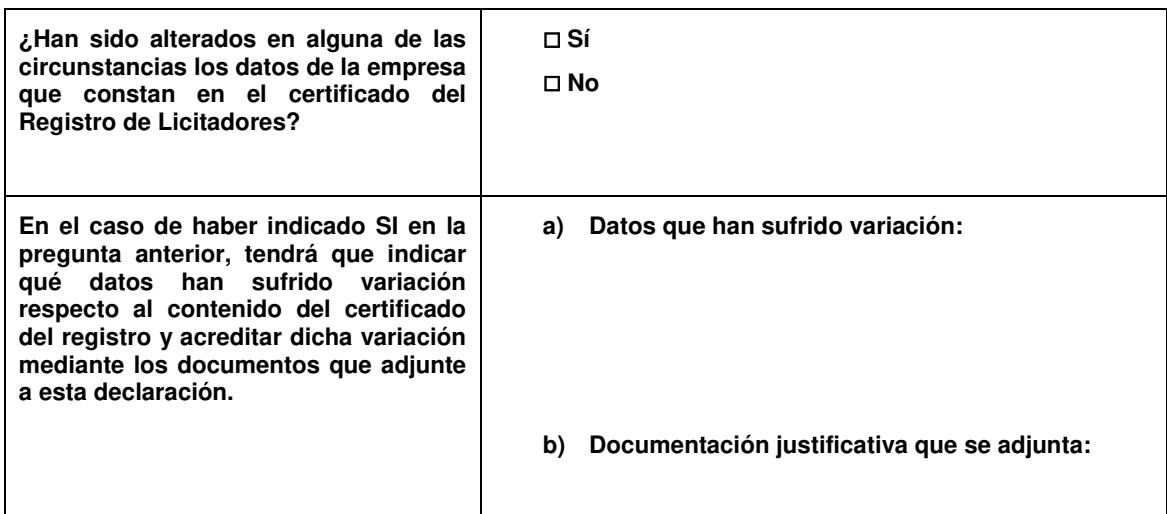 ¿Han sido alterados en alguna de las
circunstancias los datos de la empresa
que constan en el certificado del
Registro de Licitadores?
☐ Sí
☐ No
En el caso de haber indicado SI en la
pregunta anterior, tendrá que indicar
qué datos han sufrido variación
respecto al contenido del certificado
del registro y acreditar dicha variación
mediante los documentos que adjunte
a esta declaración.
a) Datos que han sufrido variación:
b) Documentación justificativa que se adjunta: